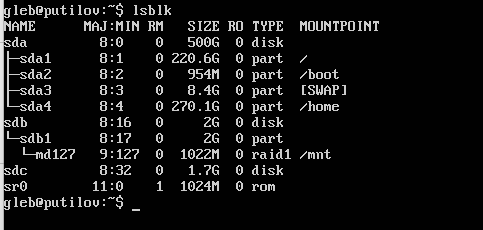 gleb@putilov:~$ lsblk
NAME MAJ:MIN RM SIZE RO TYPE MOUNTPOINT
sda 8:0 0 500G 0 disk
├─sda1 8:1 0 220.6G 0 part /
├─sda2 8:2 0 954M 0 part /boot
├─sda3 8:3 0 8.4G 0 part [SWAP]
└─sda4 8:4 0 270.1G 0 part /home
sdb 8:16 0 2G 0 disk
└─sdb1 8:17 0 2G 0 part
└─md127 9:127 0 1022M 0 raid1 /mnt
sdc 8:32 0 1.7G 0 disk
sr0 11:0 1 1024M 0 rom
gleb@putilov:~$ _